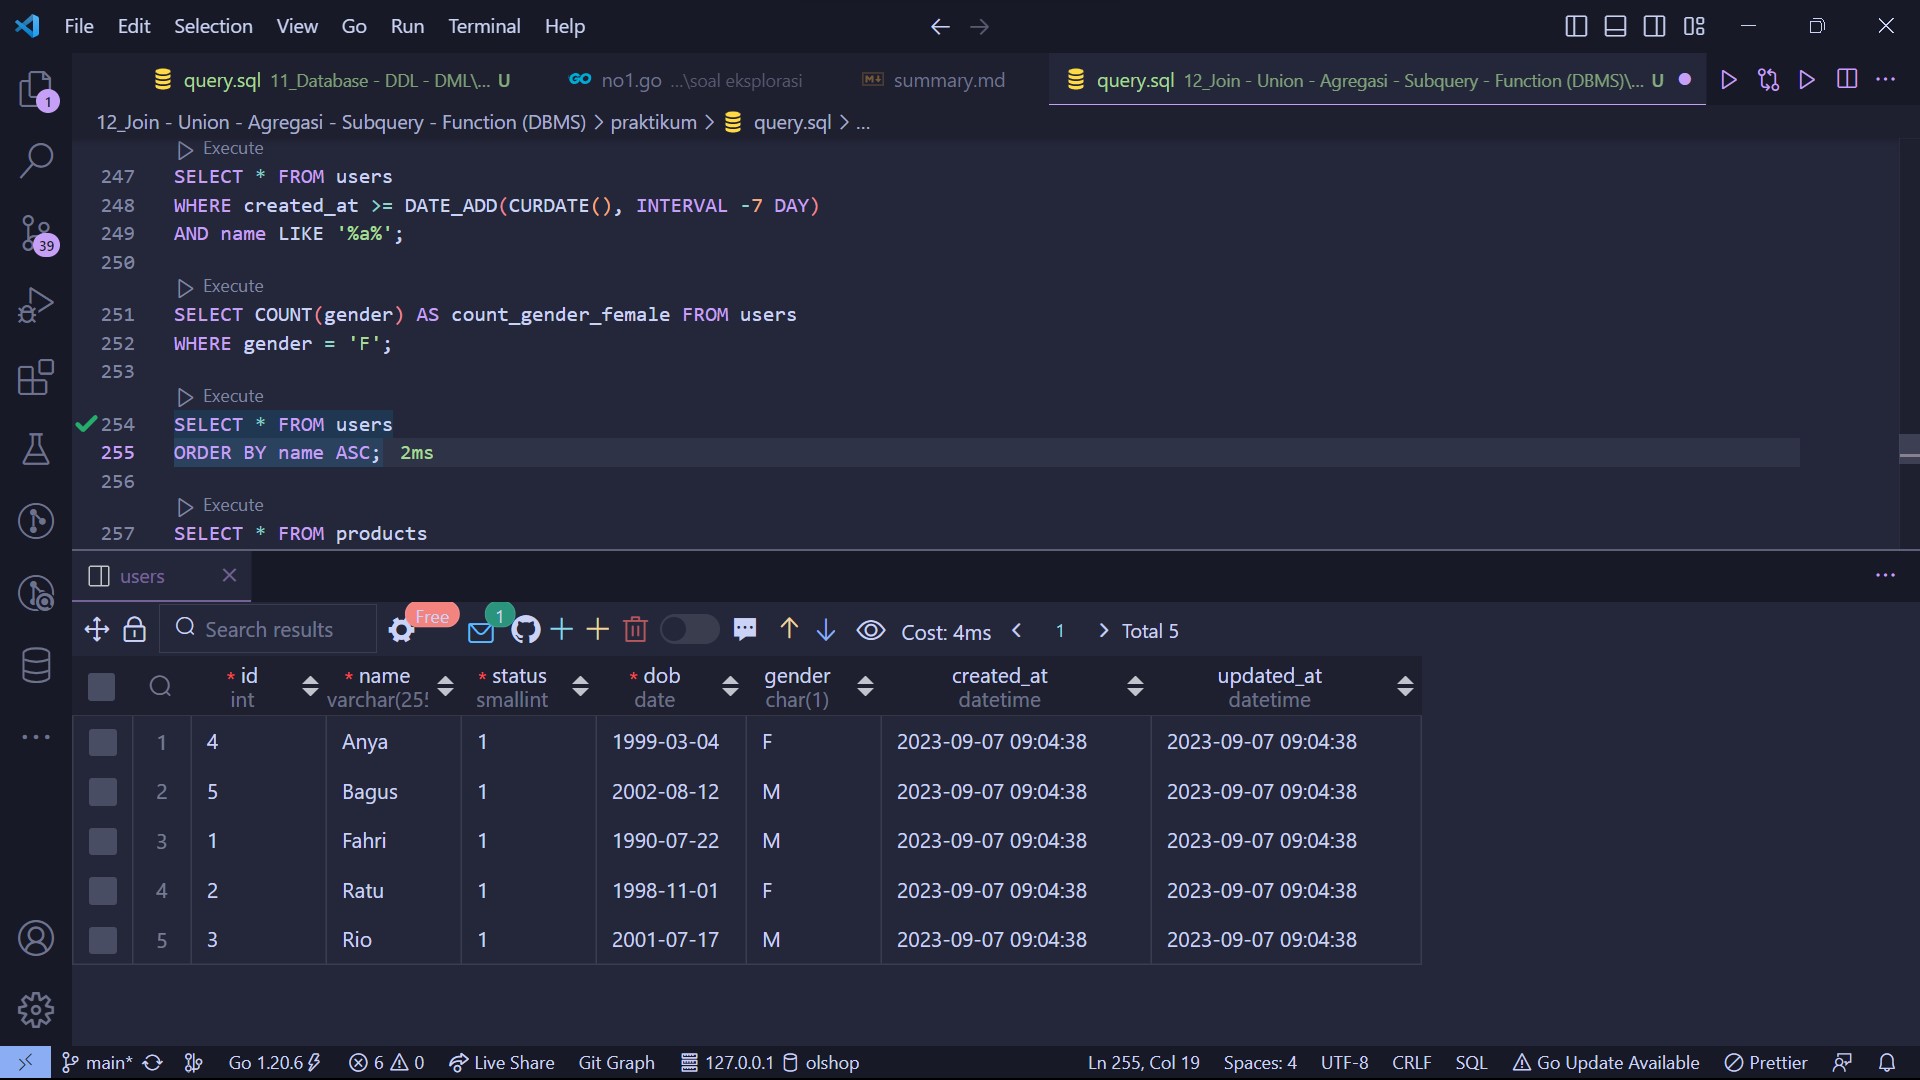 File Edit Selection View Go Run Terminal Help
query.sql 11_Database - DDL - DML\... U
no1.go ...\soal eksplorasi
summary.md
query.sql 12_Join - Union - Agregasi - Subquery - Function (DBMS)\... U
1
12_Join - Union - Agregasi - Subquery - Function (DBMS) > praktikum > query.sql > ...
Execute
247 SELECT * FROM users
248 WHERE created_at >= DATE_ADD(CURDATE(), INTERVAL -7 DAY)
249 AND name LIKE '%a%';
39
250
Execute
251 SELECT COUNT(gender) AS count_gender_female FROM users
252 WHERE gender = 'F';
253
Execute
254 SELECT * FROM users
255 ORDER BY name ASC; 2ms
256
Execute
257 SELECT * FROM products
users
Search results Free 1 Cost: 4ms < 1 > Total 5
* id * name * status * dob gender created_at updated_at
int varchar(25! smallint date char(1) datetime datetime
1 4 Anya 1 1999-03-04 F 2023-09-07 09:04:38 2023-09-07 09:04:38
2 5 Bagus 1 2002-08-12 M 2023-09-07 09:04:38 2023-09-07 09:04:38
3 1 Fahri 1 1990-07-22 M 2023-09-07 09:04:38 2023-09-07 09:04:38
4 2 Ratu 1 1998-11-01 F 2023-09-07 09:04:38 2023-09-07 09:04:38
5 3 Rio 1 2001-07-17 M 2023-09-07 09:04:38 2023-09-07 09:04:38
main* Go 1.20.6 6 0 Live Share Git Graph 127.0.0.1 olshop Ln 255, Col 19 Spaces: 4 UTF-8 CRLF SQL Go Update Available Prettier